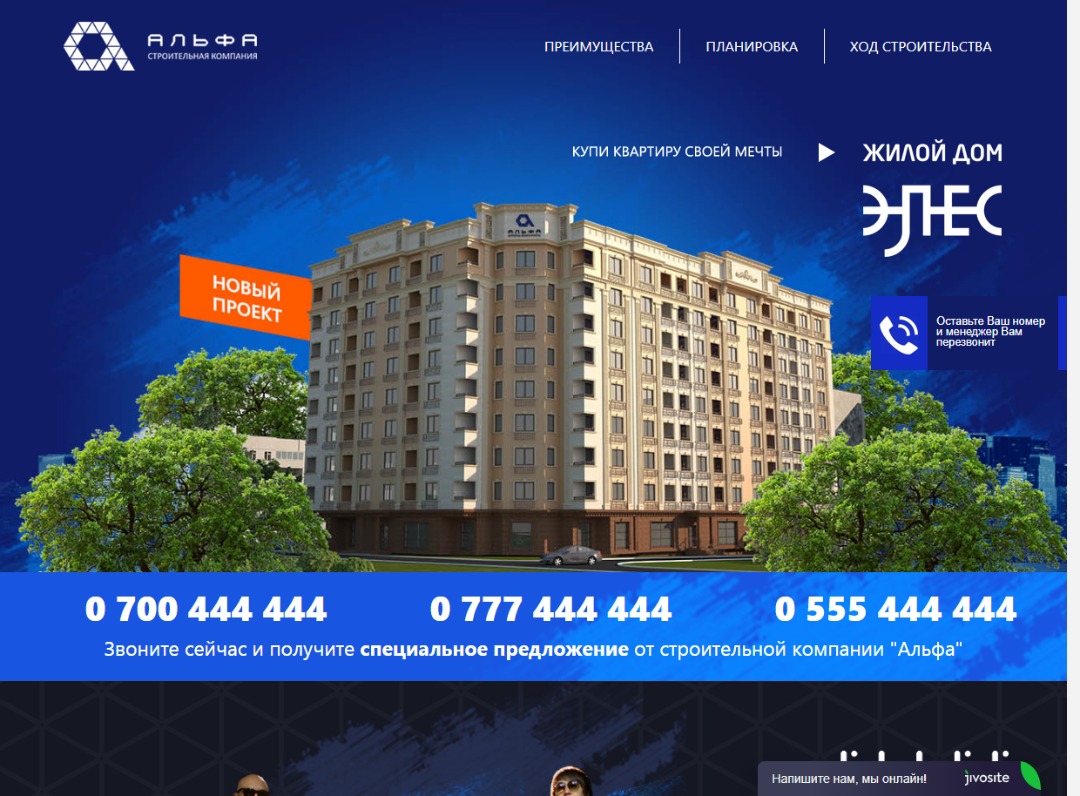 АЛЬФА
СТРОИТЕЛЬНАЯ КОМПАНИЯ
ПРЕИМУЩЕСТВА
ПЛАНИРОВКА
ХОД СТРОИТЕЛЬСТВА
КУПИ КВАРТИРУ СВОЕЙ МЕЧТЫ
ЖИЛОЙ ДОМ
ЭЛЕС
АЛЬФА
НОВЫЙ
ПРОЕКТ
Оставьте Ваш номер
и менеджер Вам
перезвонит
0 700 444 444
0 777 444 444
0 555 444 444
Звоните сейчас и получите специальное предложение от строительной компании "Альфа"
Напишите нам, мы онлайн!
jivosite